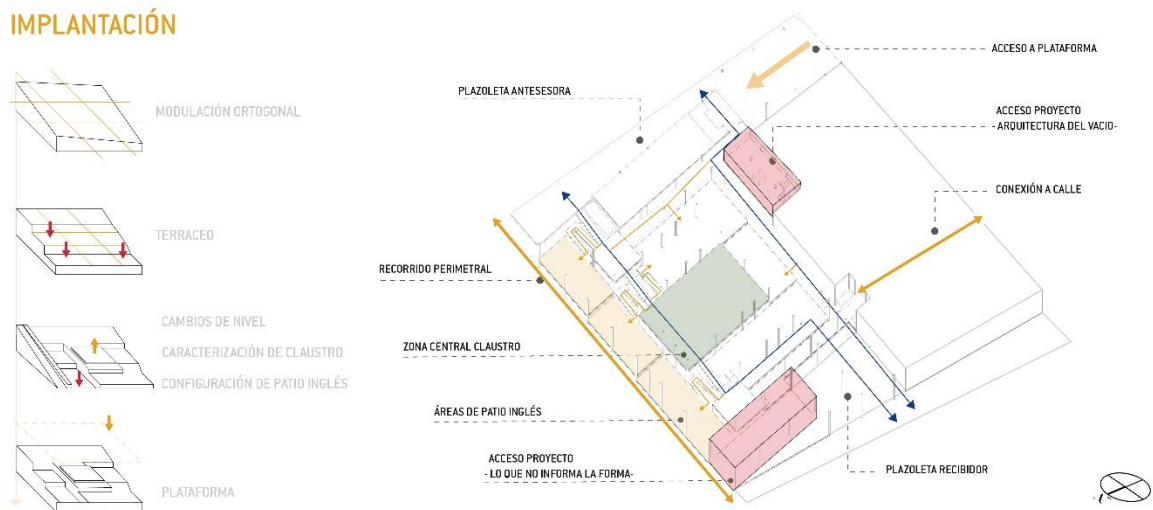 IMPLANTACIÓN
MODULACIÓN ORTOGONAL
TERRACEO
CAMBIOS DE NIVEL
CARACTERIZACIÓN DE CLAUSTRO
CONFIGURACIÓN DE PATIO INGLÉS
PLATAFORMA
PLAZOLETA ANTESESORA
RECORRIDO PERIMETRAL
ZONA CENTRAL CLAUSTRO
ÁREAS DE PATIO INGLÉS
ACCESO PROYECTO
- LO QUE NO INFORMA LA FORMA-
ACCESO A PLATAFORMA
ACCESO PROYECTO
- ARQUITECTURA DEL VACIO-
CONEXIÓN A CALLE
PLAZOLETA RECIBIDOR